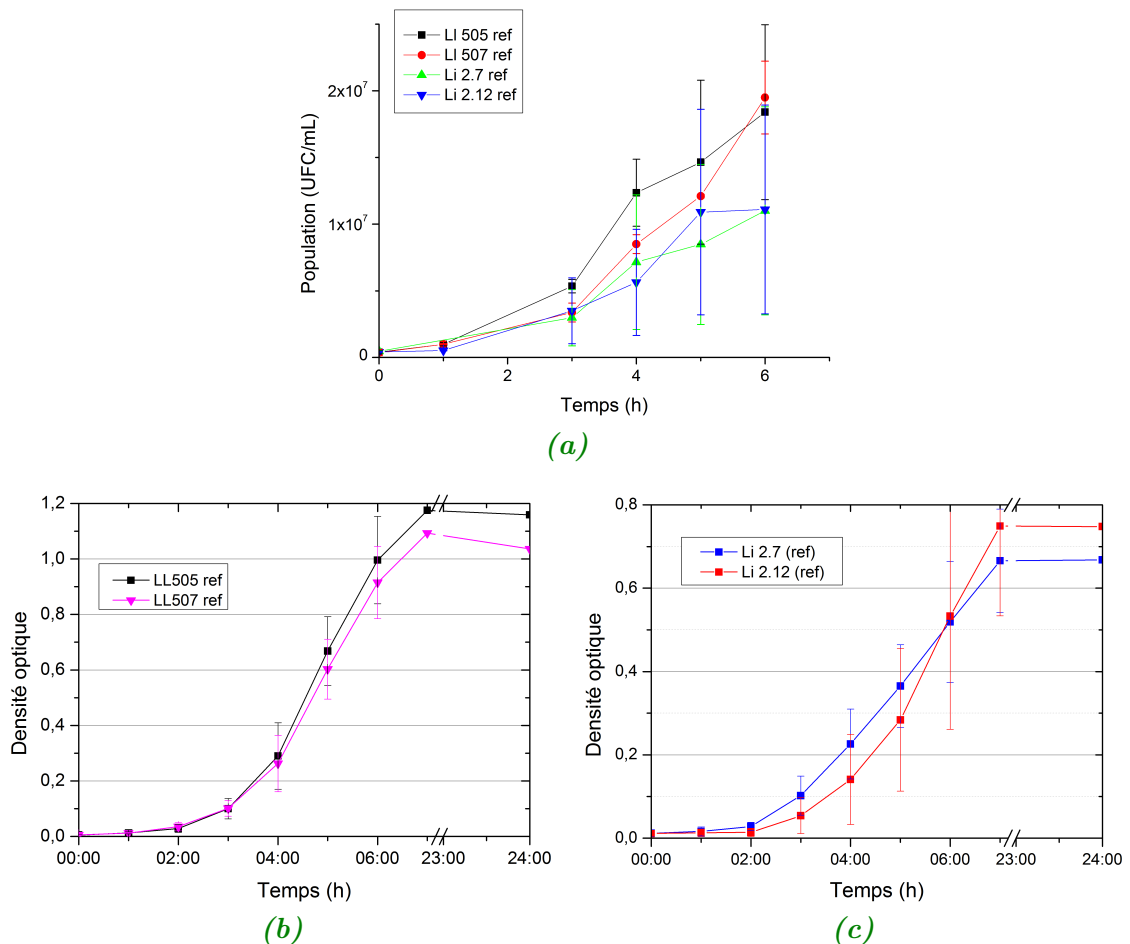 LI 505 ref
LI 507 ref
Li 2.7 ref
Li 2.12 ref
2x10⁷
1x10⁷
0
Population (UFC/mL)
0 2 4 6
Temps (h)
(a)
LL505 ref
LL507 ref
1,2
1,0
0,8
0,6
0,4
0,2
0,0
Densité optique
00:00 02:00 04:00 06:00 23:00 24:00
Temps (h)
(b)
Li 2.7 (ref)
Li 2.12 (ref)
0,8
0,6
0,4
0,2
0,0
Densité optique
00:00 02:00 04:00 06:00 23:00 24:00
Temps (h)
(c)